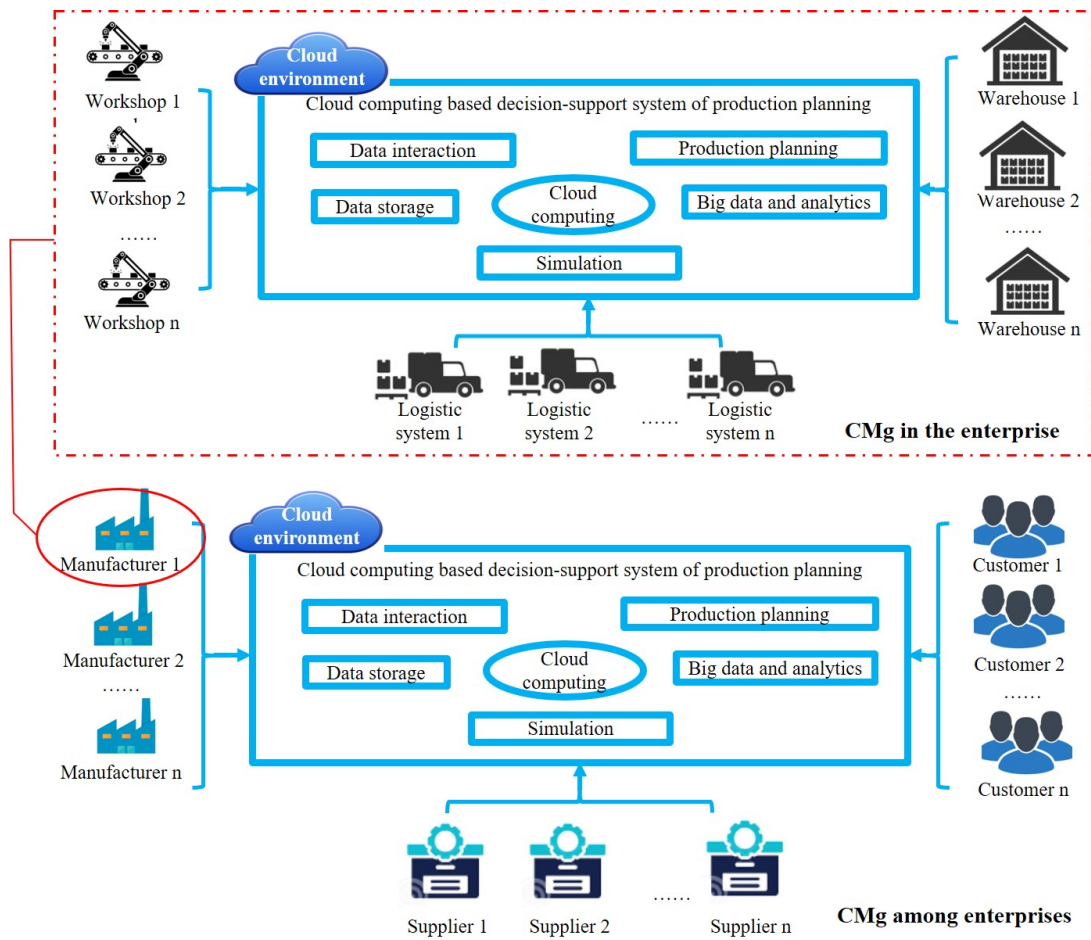 Cloud
environment
Workshop 1
Workshop 2
……
Workshop n
Cloud computing based decision-support system of production planning
Data interaction
Production planning
Data storage
Cloud
computing
Big data and analytics
Simulation
Warehouse 1
Warehouse 2
……
Warehouse n
Logistic
system 1
Logistic
system 2
……
Logistic
system n
CMg in the enterprise
Cloud
environment
Manufacturer 1
Manufacturer 2
……
Manufacturer n
Cloud computing based decision-support system of production planning
Data interaction
Production planning
Data storage
Cloud
computing
Big data and analytics
Simulation
Customer 1
Customer 2
……
Customer n
Supplier 1
Supplier 2
……
Supplier n
CMg among enterprises